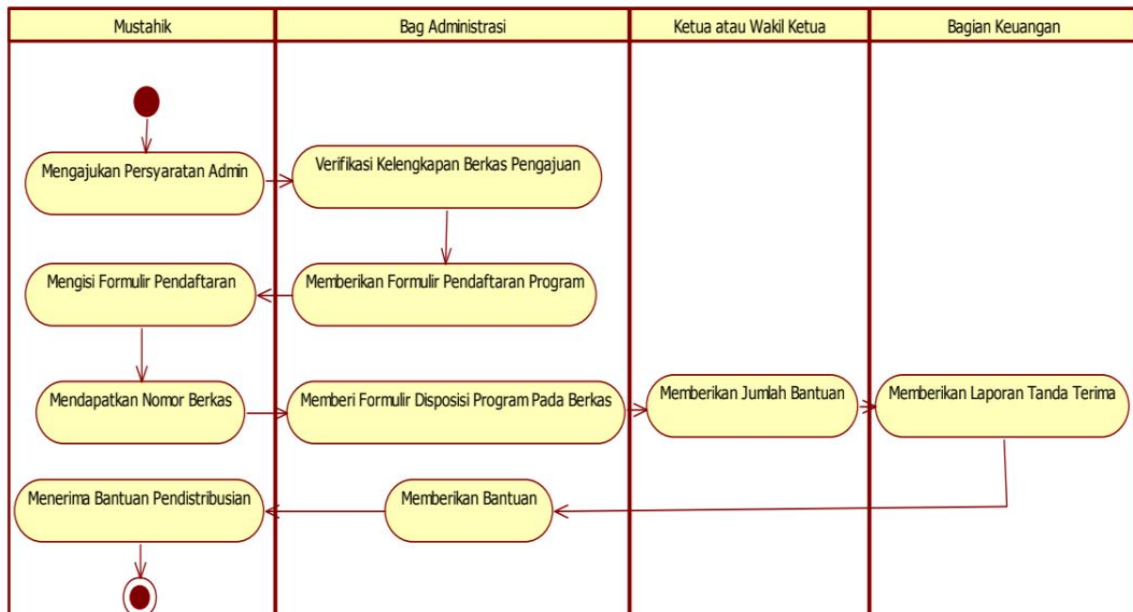 Mustahik
Bag Administrasi
Ketua atau Wakil Ketua
Bagian Keuangan
Mengajukan Persyaratan Admin
Verifikasi Kelengkapan Berkas Pengajuan
Mengisi Formulir Pendaftaran
Memberikan Formulir Pendaftaran Program
Mendapatkan Nomor Berkas
Memberi Formulir Disposisi Program Pada Berkas
Memberikan Jumlah Bantuan
Memberikan Laporan Tanda Terima
Menerima Bantuan Pendistribusian
Memberikan Bantuan